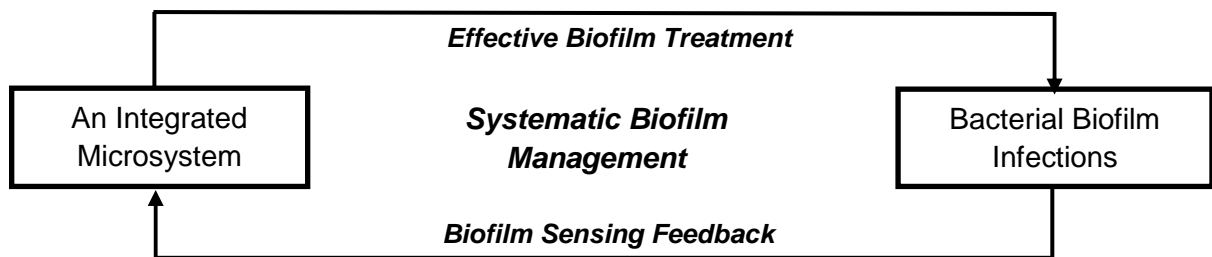 Effective Biofilm Treatment
An Integrated
Microsystem
Systematic Biofilm
Management
Bacterial Biofilm
Infections
Biofilm Sensing Feedback